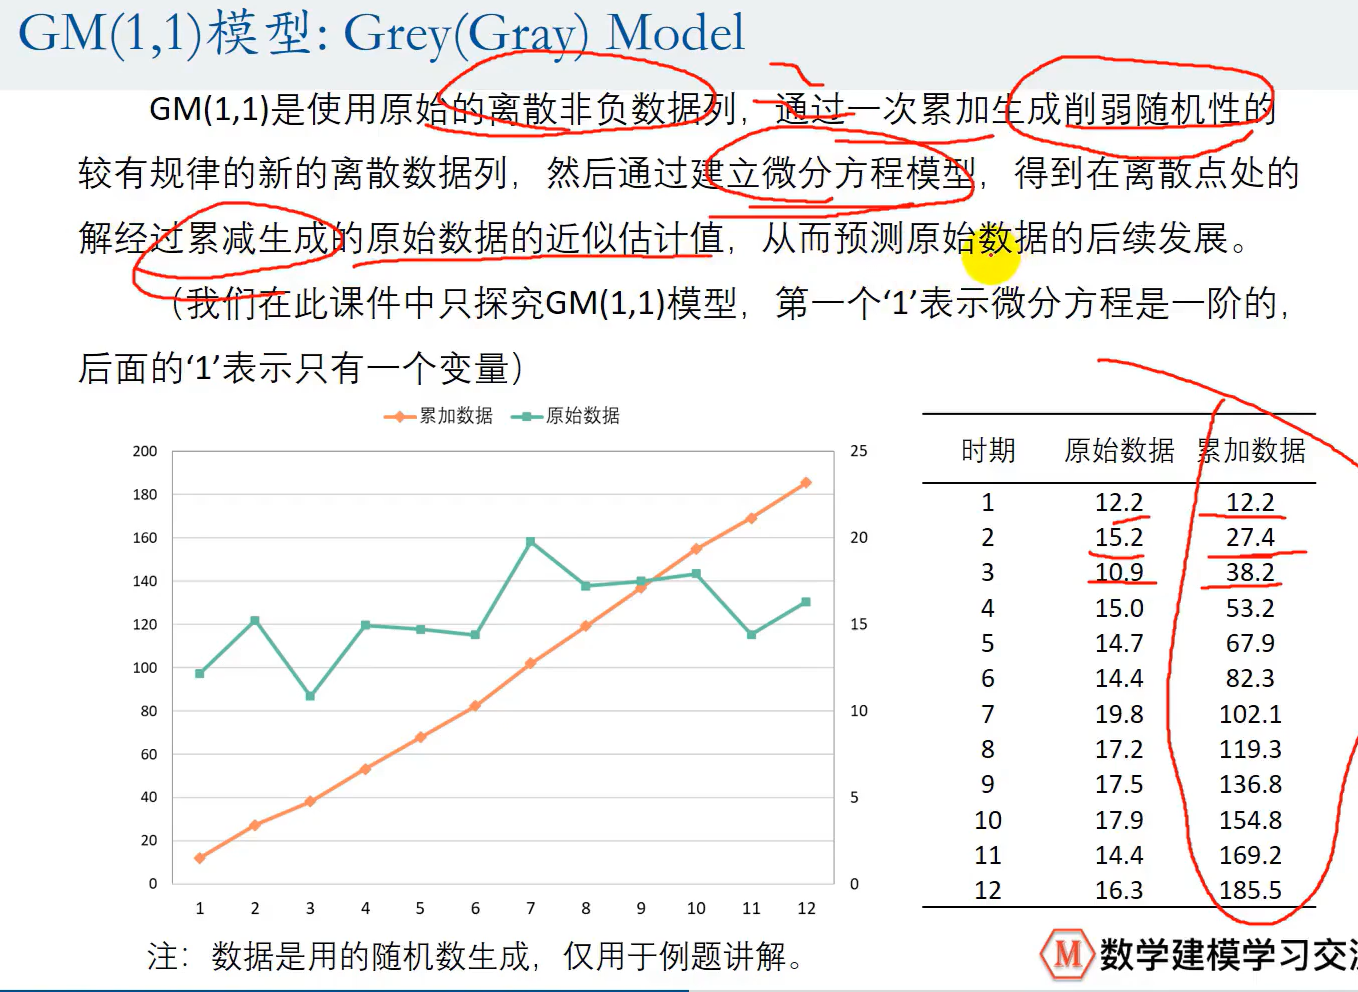 GM(1,1)模型: Grey(Gray) Model
GM(1,1)是使用原始的离散非负数据列，通过一次累加生成削弱随机性的
较有规律的新的离散数据列，然后通过建立微分方程模型，得到在离散点处的
解经过累减生成的原始数据的近似估计值，从而预测原始数据的后续发展。
（我们在此课件中只探究GM(1,1)模型，第一个‘1’表示微分方程是一阶的，
后面的‘1’表示只有一个变量）
累加数据 原始数据
200 25
180
160 20
140
120 15
100
80 10
60
40 5
20
0 0
1 2 3 4 5 6 7 8 9 10 11 12
时期 原始数据 累加数据
1 12.2 12.2
2 15.2 27.4
3 10.9 38.2
4 15.0 53.2
5 14.7 67.9
6 14.4 82.3
7 19.8 102.1
8 17.2 119.3
9 17.5 136.8
10 17.9 154.8
11 14.4 169.2
12 16.3 185.5
注：数据是用的随机数生成，仅用于例题讲解。
M 数学建模学习交流